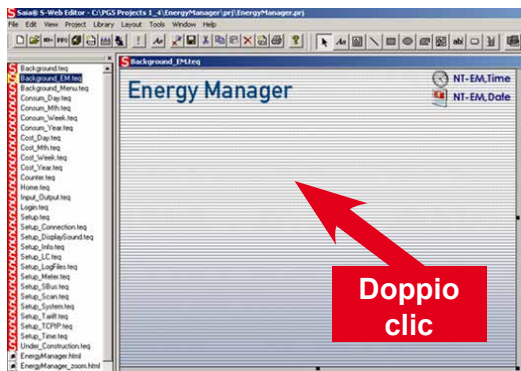 Saia® S-Web Editor - C:\PG5 Projects 1_4\EnergyManager\prj\EnergyManager.prj
File Edit View Project Library Layout Tools Window Help
Background.teq
Background_EM.teq
Background_Menu.teq
Consum_Day.teq
Consum_Mth.teq
Consum_Week.teq
Consum_Year.teq
Cost_Day.teq
Cost_Mth.teq
Cost_Week.teq
Cost_Year.teq
Counter.teq
Home.teq
Input_Output.teq
Login.teq
Setup.teq
Setup_Connection.teq
Setup_DisplaySound.teq
Setup_Info.teq
Setup_LC.teq
Setup_LogFiles.teq
Setup_Meter.teq
Setup_SBus.teq
Setup_Scan.teq
Setup_System.teq
Setup_Tariff.teq
Setup_TCPIP.teq
Setup_Time.teq
Under_Construction.teq
EnergyManager.html
EnergyManager_zoom.html
Background_EM.teq
Energy Manager
NT-EM,Time
NT-EM,Date
Doppio
clic